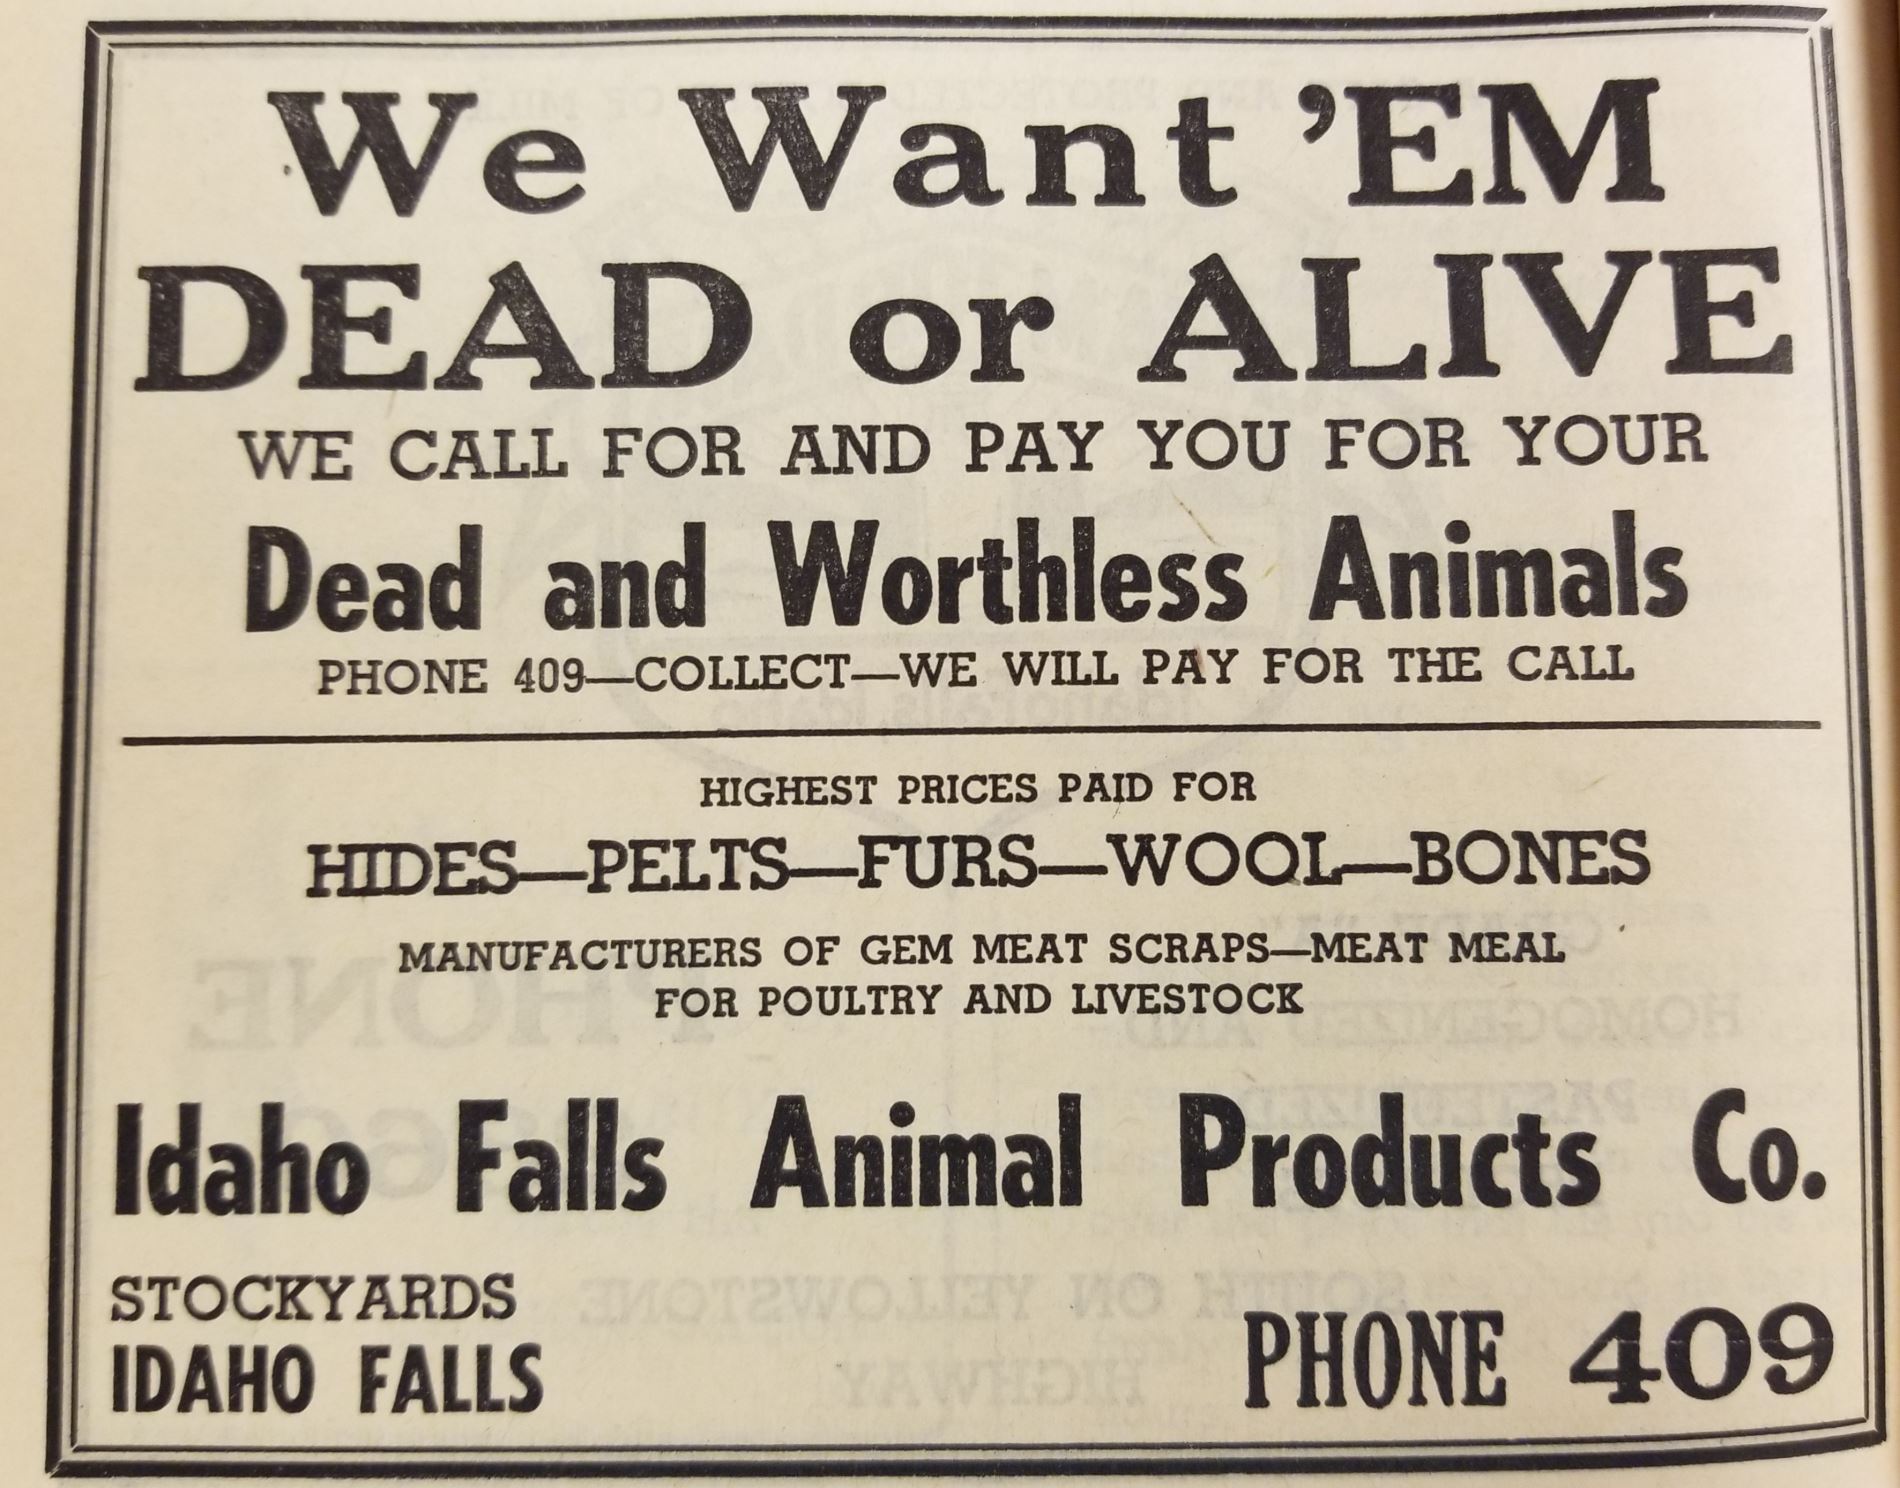 We Want 'EM
DEAD or ALIVE
WE CALL FOR AND PAY YOU FOR YOUR
Dead and Worthless Animals
PHONE 409—COLLECT—WE WILL PAY FOR THE CALL
HIGHEST PRICES PAID FOR
HIDES—PELTS—FURS—WOOL—BONES
MANUFACTURERS OF GEM MEAT SCRAPS—MEAT MEAL
FOR POULTRY AND LIVESTOCK
Idaho Falls Animal Products Co.
STOCKYARDS
IDAHO FALLS
PHONE 409